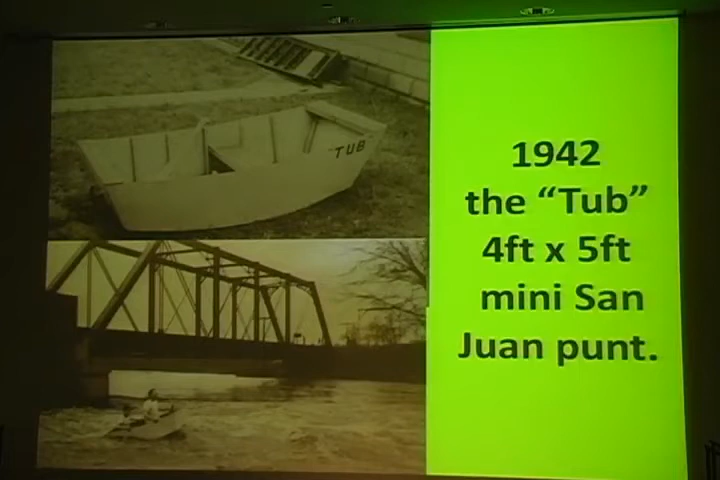 TUB
1942
the “Tub”
4ft x 5ft
mini San
Juan punt.